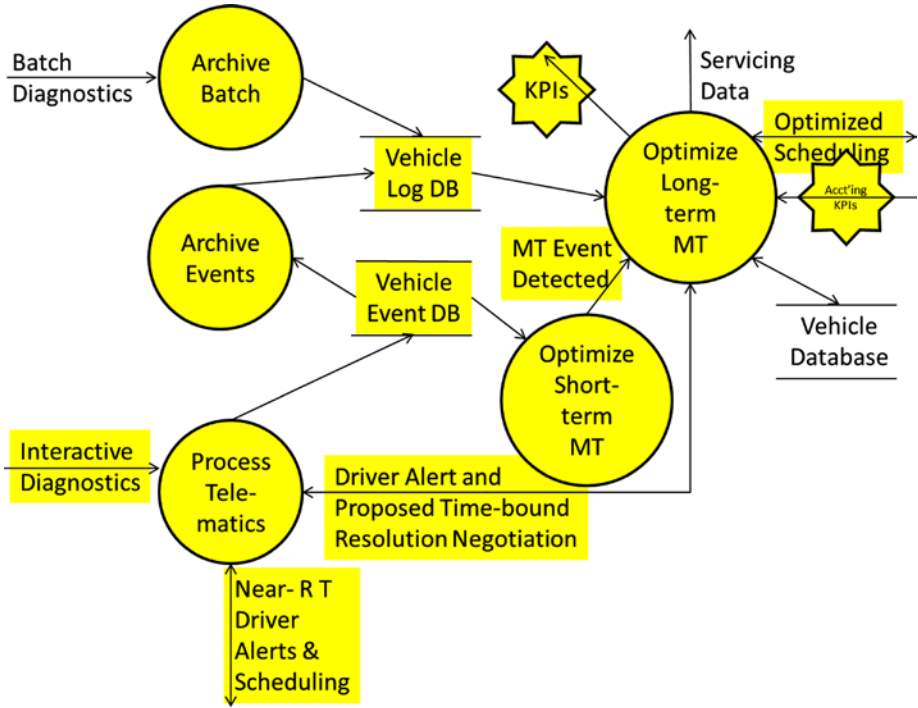 Batch
Diagnostics
Archive
Batch
KPIs
Servicing
Data
Optimized
Scheduling
Vehicle
Log DB
Optimize
Long-
term
MT
Acct'ing
KPIs
Archive
Events
MT Event
Detected
Vehicle
Event DB
Vehicle
Database
Optimize
Short-
term
MT
Interactive
Diagnostics
Process
Tele-
matics
Driver Alert and
Proposed Time-bound
Resolution Negotiation
Near- R T
Driver
Alerts &
Scheduling